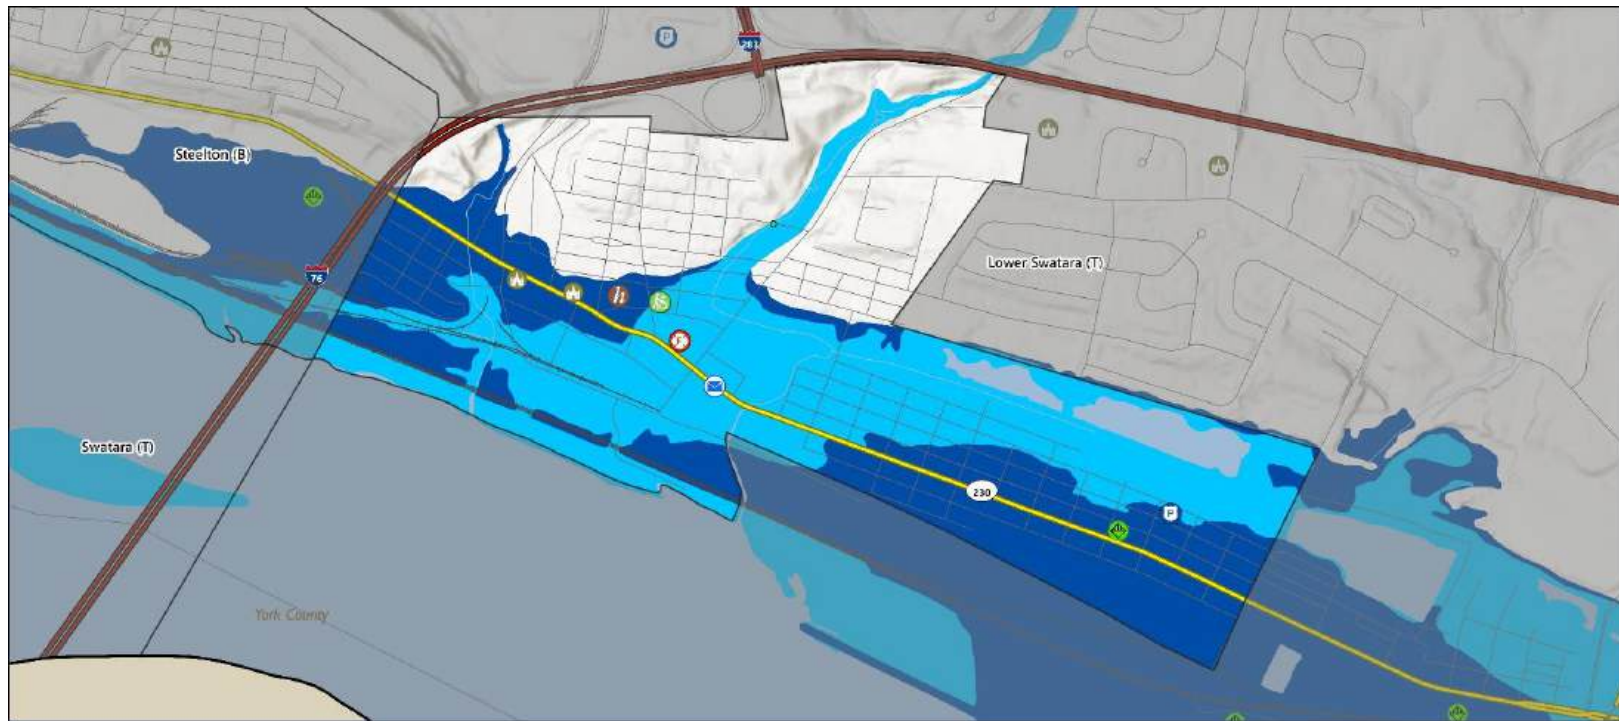 283
P
Steelton (B)
76
Lower Swatara (T)
h
F
Swatara (T)
230
P
York County